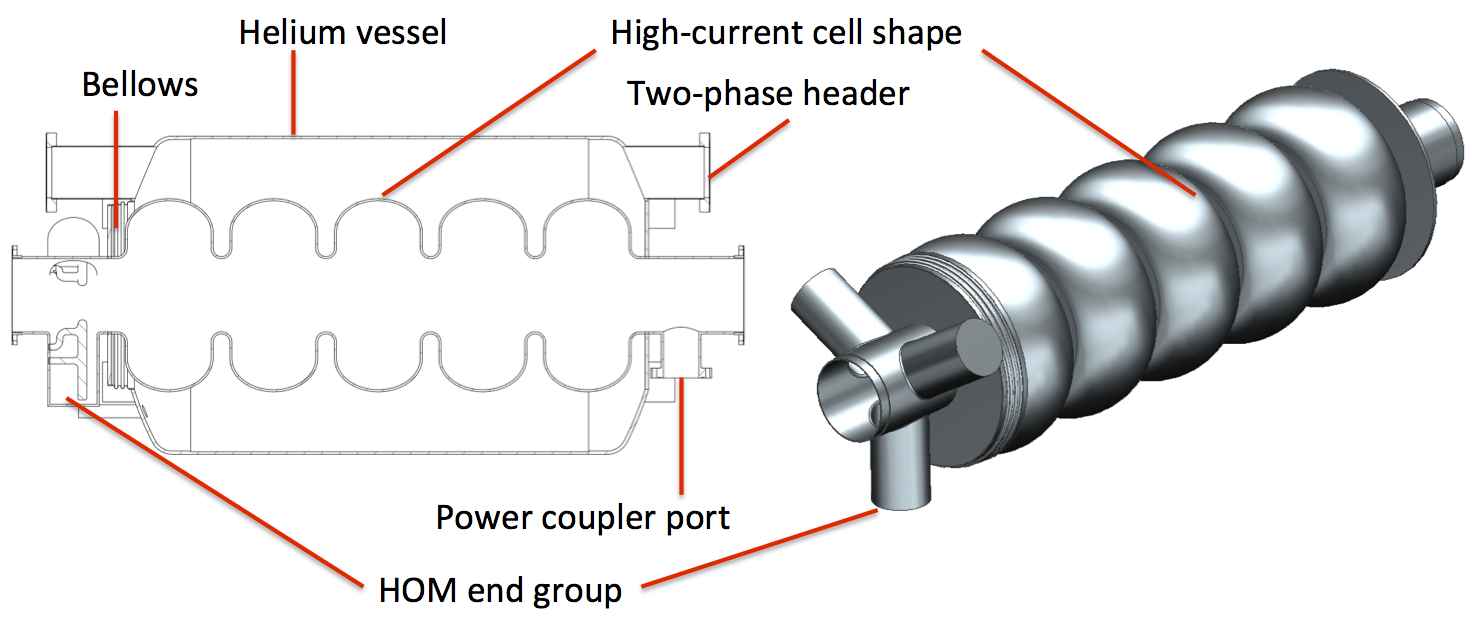 Helium vessel
High-current cell shape
Bellows
Two-phase header
Power coupler port
HOM end group